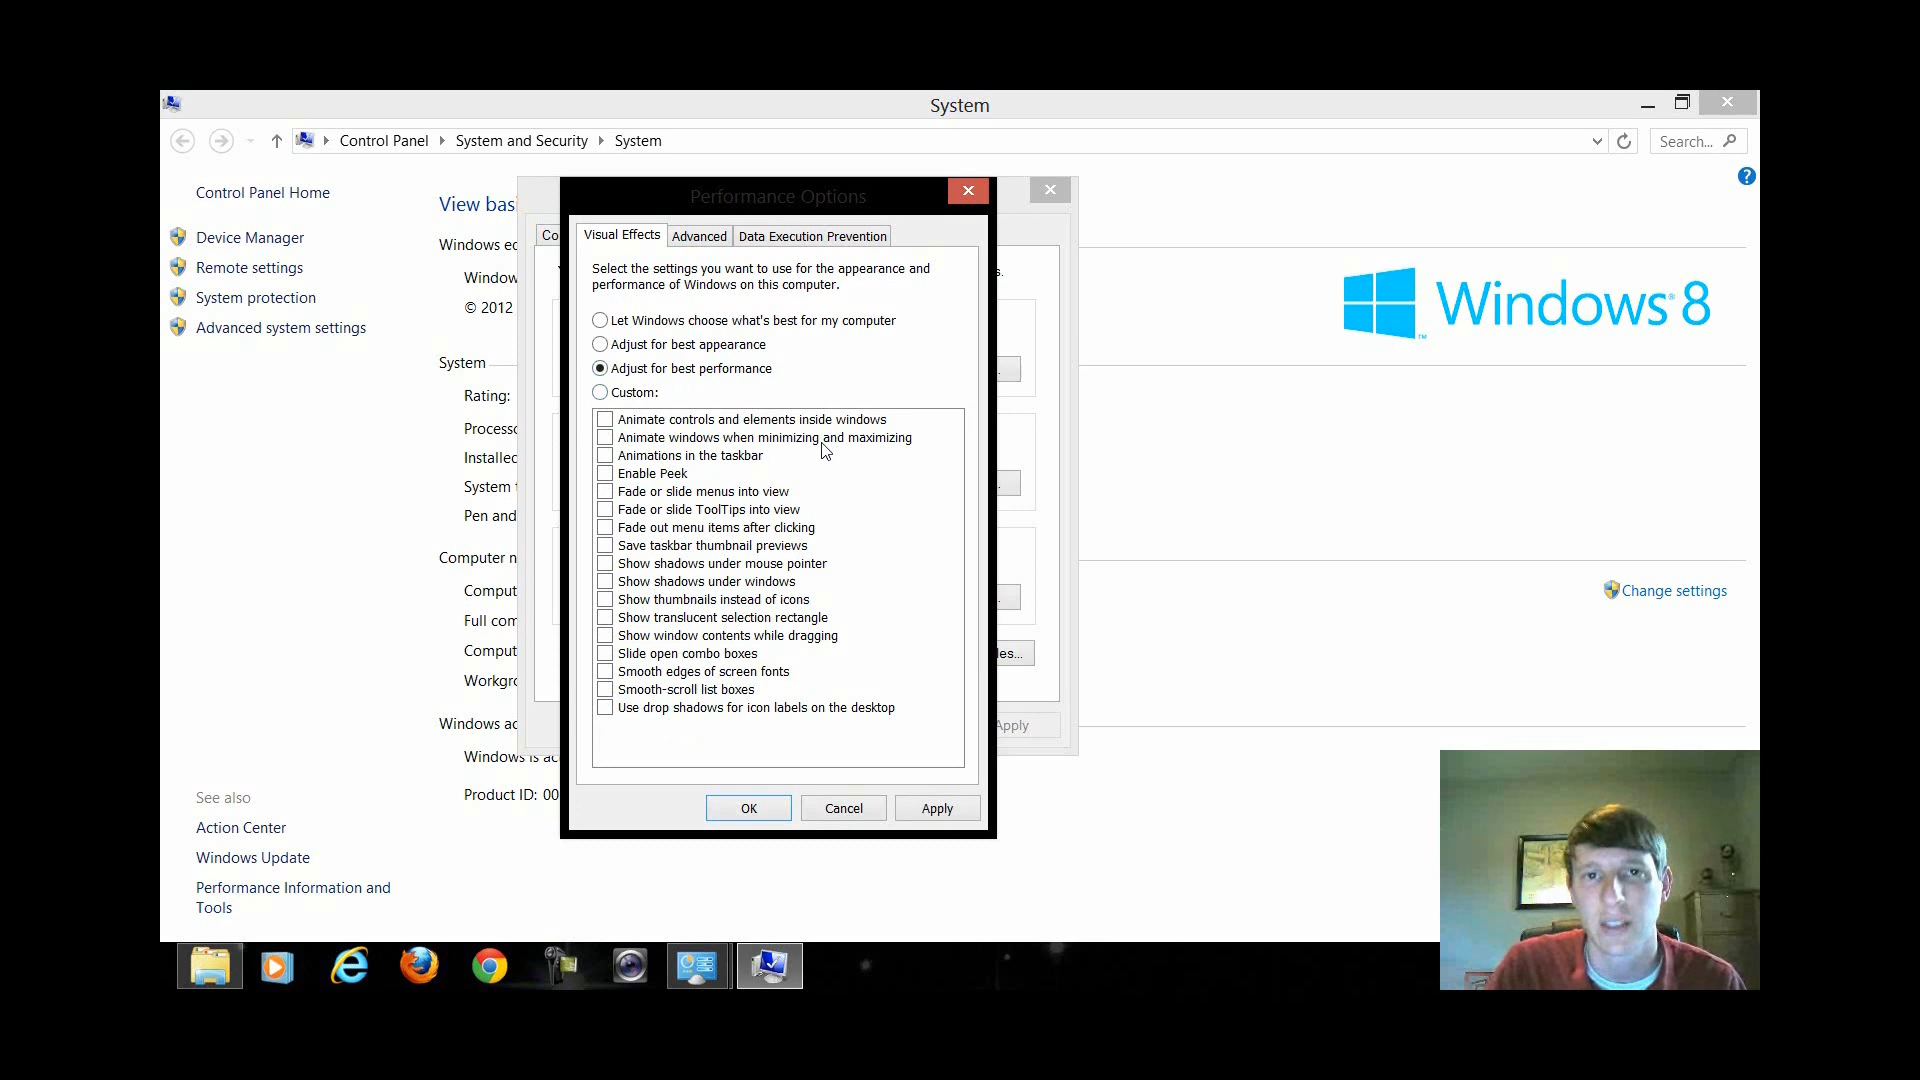 System
Control Panel System and Security System
Search...
Control Panel Home
Device Manager
Remote settings
System protection
Advanced system settings
See also
Action Center
Windows Update
Performance Information and
Tools
View bas
Windows ed
Window
© 2012
System
Rating:
Processo
Installed
System t
Pen and
Computer n
Comput
Full com
Comput
Workgro
Windows ac
Windows is ac
Product ID: 00
Co
Performance Options
Visual Effects Advanced Data Execution Prevention
Select the settings you want to use for the appearance and
performance of Windows on this computer.
Let Windows choose what's best for my computer
Adjust for best appearance
Adjust for best performance
Custom:
Animate controls and elements inside windows
Animate windows when minimizing and maximizing
Animations in the taskbar
Enable Peek
Fade or slide menus into view
Fade or slide ToolTips into view
Fade out menu items after clicking
Save taskbar thumbnail previews
Show shadows under mouse pointer
Show shadows under windows
Show thumbnails instead of icons
Show translucent selection rectangle
Show window contents while dragging
Slide open combo boxes
Smooth edges of screen fonts
Smooth-scroll list boxes
Use drop shadows for icon labels on the desktop
OK Cancel Apply
s.
les...
Apply
Windows 8
Change settings